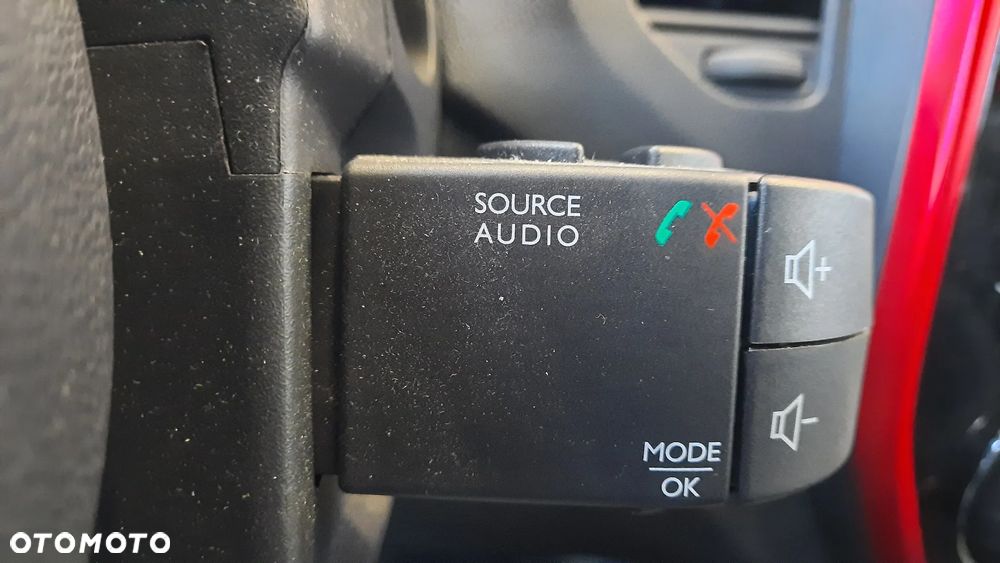 SOURCE
AUDIO
+
-
MODE
OK
OTOMOTO